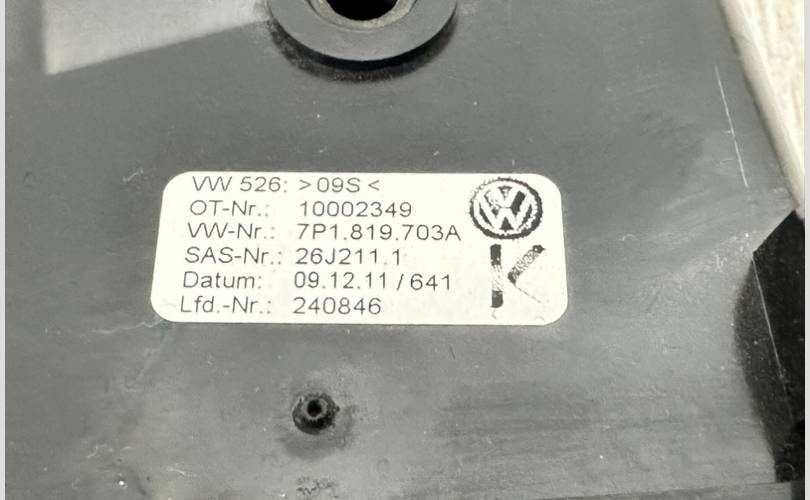 VW 526: >09S<
OT-Nr.: 10002349
VW-Nr.: 7P1.819.703A
SAS-Nr.: 26J211.1
Datum: 09.12.11 / 641
Lfd.-Nr.: 240846
VW
K